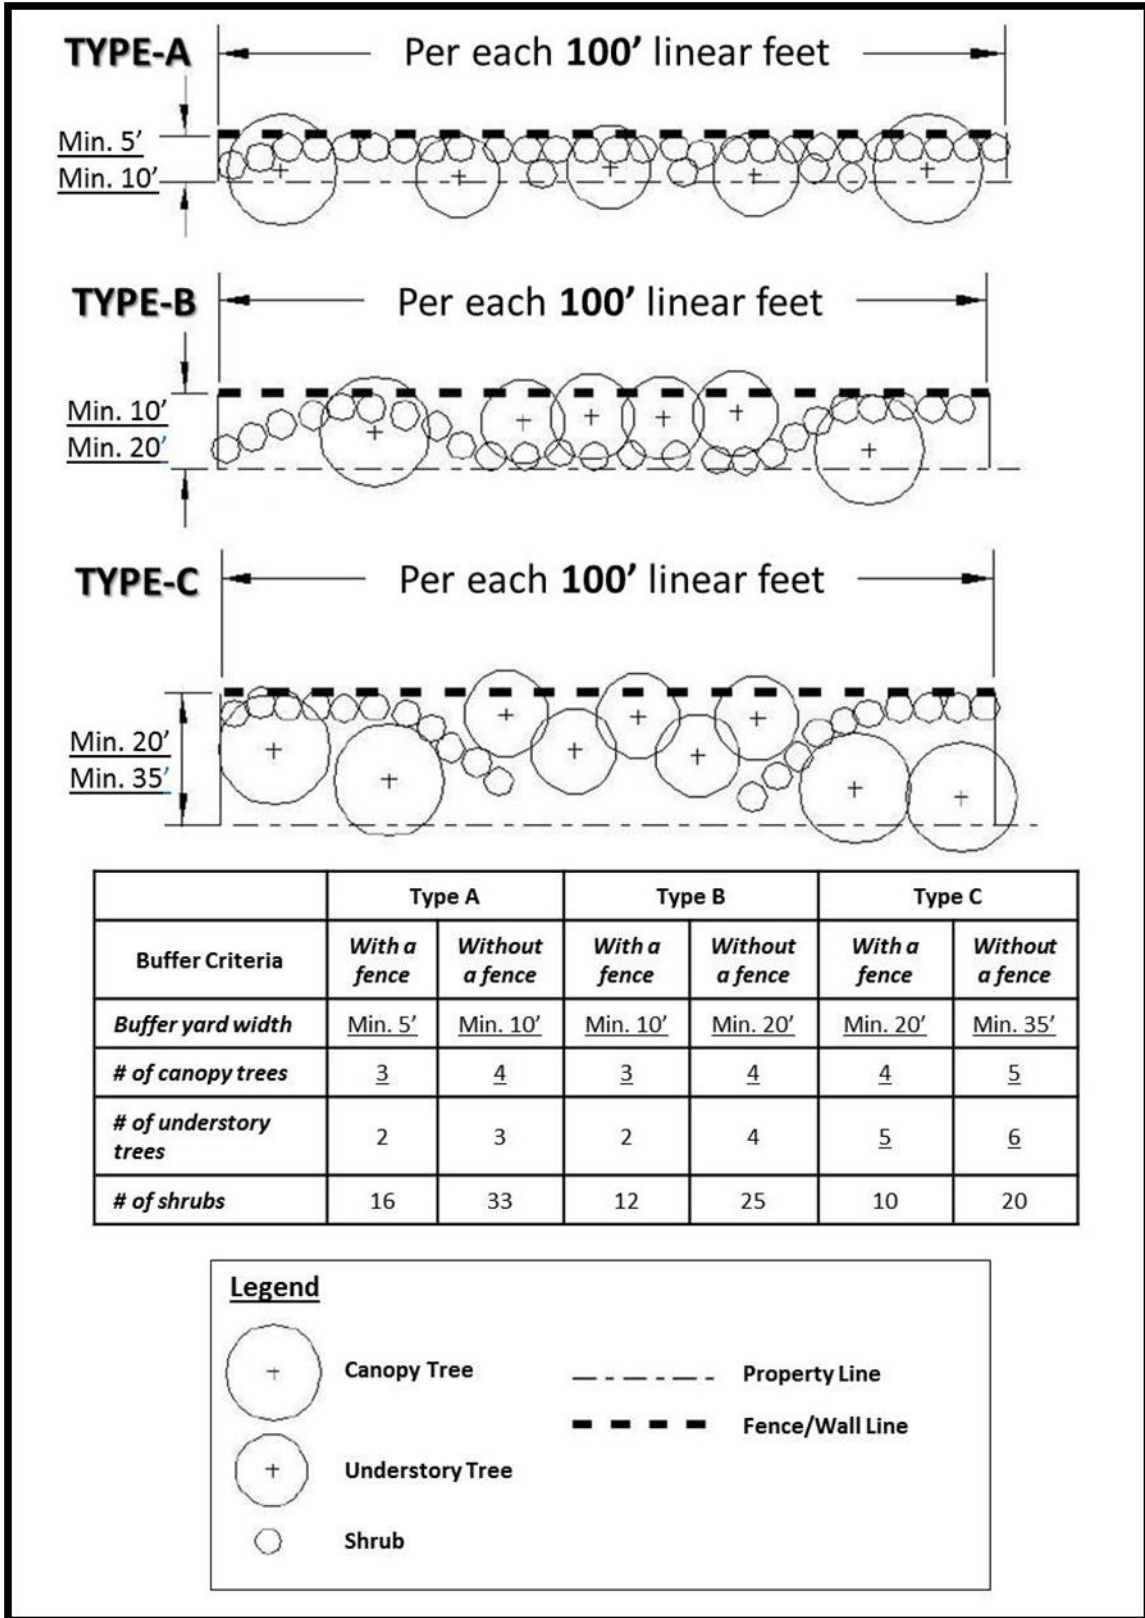 TYPE-A
Per each 100’ linear feet
Min. 5’
Min. 10’
TYPE-B
Per each 100’ linear feet
Min. 10’
Min. 20’
TYPE-C
Per each 100’ linear feet
Min. 20’
Min. 35’
Type A Type B Type C
Buffer Criteria With a fence Without a fence With a fence Without a fence With a fence Without a fence
Buffer yard width Min. 5’ Min. 10’ Min. 10’ Min. 20’ Min. 20’ Min. 35’
# of canopy trees 3 4 3 4 4 5
# of understory trees 2 3 2 4 5 6
# of shrubs 16 33 12 25 10 20
Legend
Canopy Tree
Property Line
Fence/Wall Line
Understory Tree
Shrub